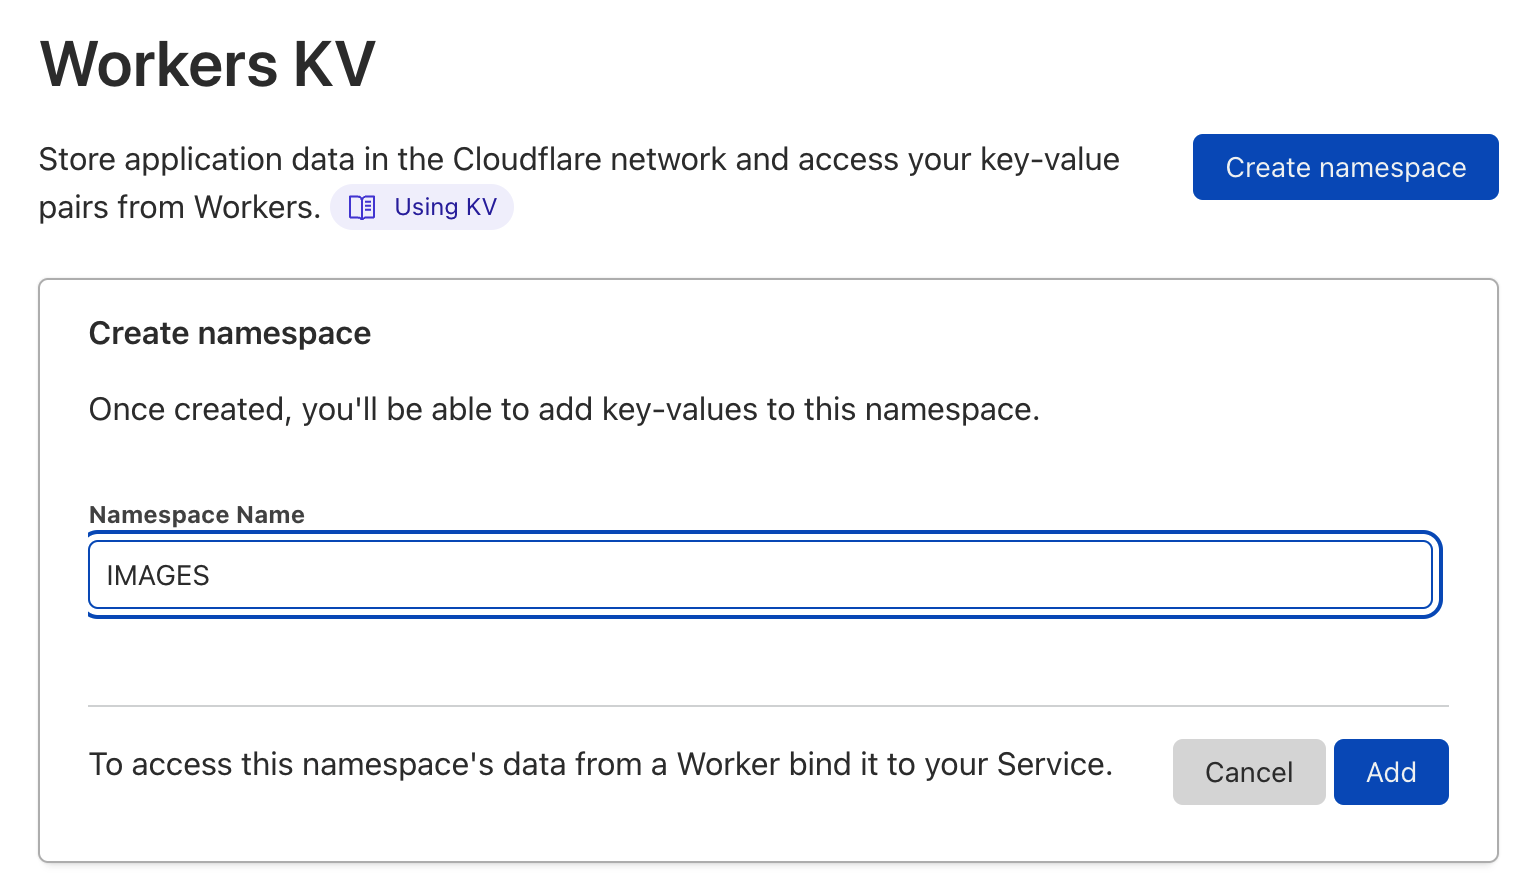 Workers KV
Store application data in the Cloudflare network and access your key-value
pairs from Workers.
Using KV
Create namespace
Create namespace
Once created, you'll be able to add key-values to this namespace.
Namespace Name
IMAGES
To access this namespace's data from a Worker bind it to your Service.
Cancel
Add